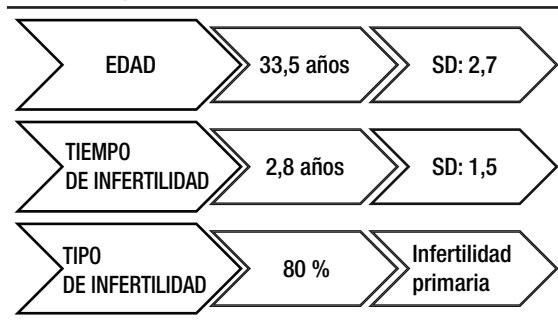 EDAD
33,5 años
SD: 2,7
TIEMPO
DE INFERTILIDAD
2,8 años
SD: 1,5
TIPO
DE INFERTILIDAD
80 %
Infertilidad
primaria